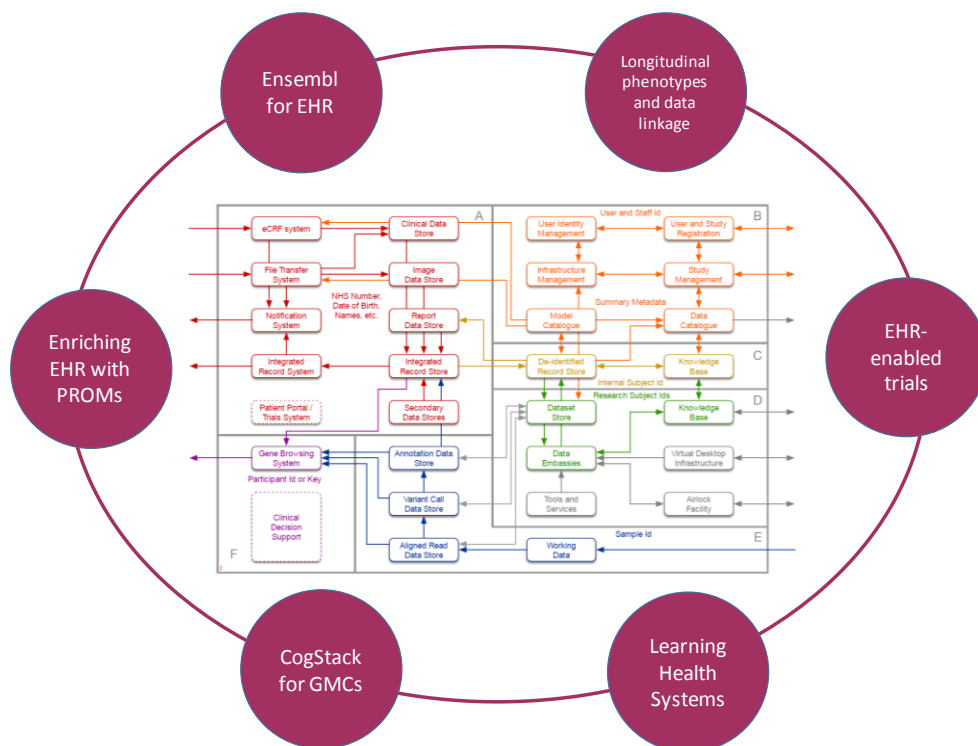 Ensembl
for EHR
Longitudinal
phenotypes
and data
linkage
A
User and Staff Id
B
eCRF system
Clinical Data
Store
User Identity
Management
User and Study
Registration
File Transfer
System
Image
Data Store
Infrastructure
Management
Study
Management
NHS Number,
Date of Birth,
Names, etc.
Summary Metadata
Notification
System
Report
Data Store
Model
Catalogue
Data
Catalogue
Enriching
EHR with
PROMs
EHR-
enabled
trials
Integrated
Record System
Integrated
Record Store
De-identified
Record Store
Knowledge
Base
C
Internal Subject Id
Research Subject Ids
D
Patient Portal /
Trials System
Secondary
Data Stores
Dataset
Store
Knowledge
Base
Gene Browsing
System
Annotation Data
Store
Data
Embassies
Virtual Desktop
Infrastructure
Participant Id or Key
Variant Call
Data Store
Tools and
Services
Airlock
Facility
Clinical
Decision
Support
Sample Id
E
F
Aligned Read
Data Store
Working
Data
CogStack
for GMCs
Learning
Health
Systems